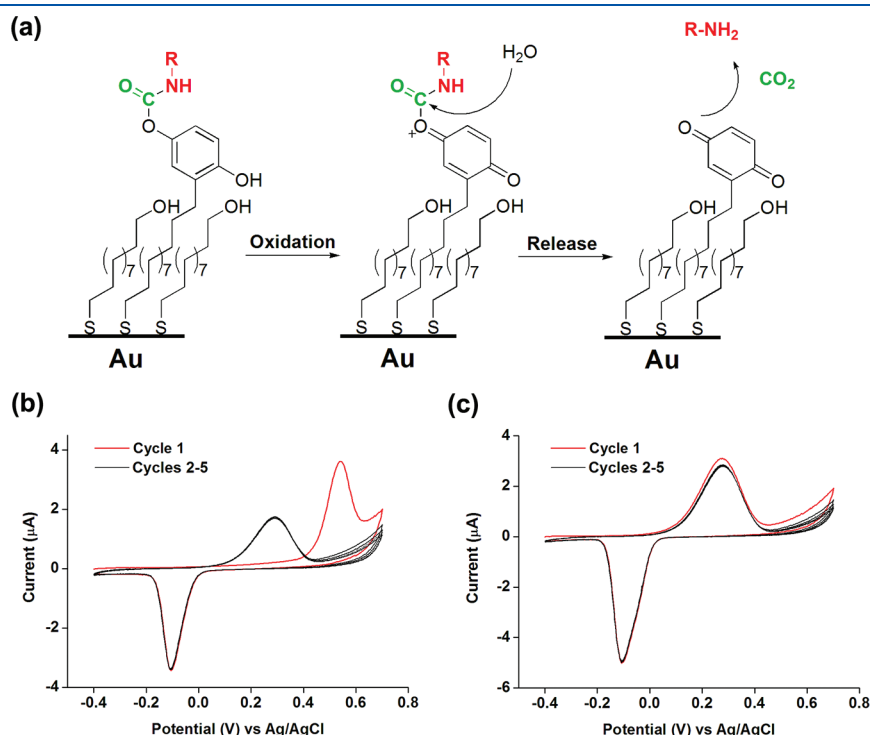 (a)
R-NH2
R
R
H2O
O
NH
O
NH
CO2
C
C
O
O
+
O
OH
O
O
OH
OH
OH
OH
OH
Oxidation
Release
( ) 7 ( ) 7 ( ) 7
( ) 7 ( ) 7 ( ) 7
( ) 7 ( ) 7 ( ) 7
S S S
S S S
S S S
Au
Au
Au
(b)
Cycle 1
Cycles 2-5
4
2
0
-2
-4
Current (μA)
-0.4 -0.2 0.0 0.2 0.4 0.6 0.8
Potential (V) vs Ag/AgCl
(c)
Cycle 1
Cycles 2-5
4
2
0
-2
-4
-6
Current (μA)
-0.4 -0.2 0.0 0.2 0.4 0.6 0.8
Potential (V) vs Ag/AgCl